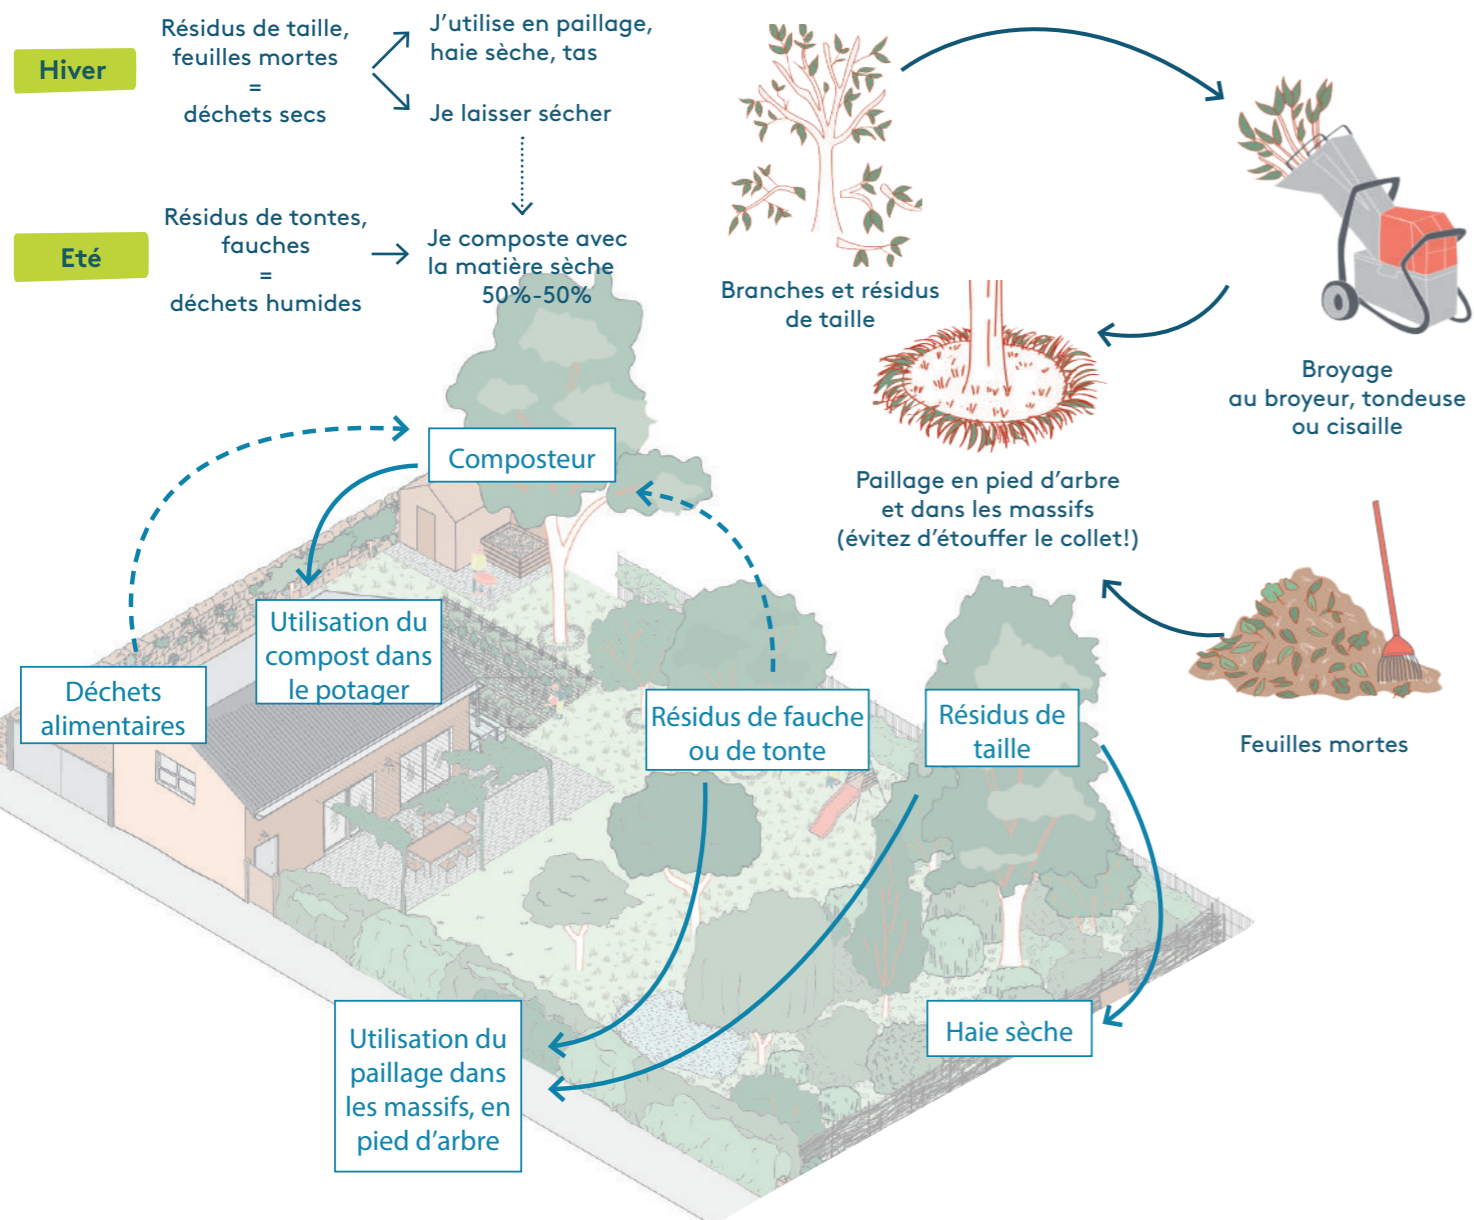 Hiver
Résidus de taille,
feuilles mortes
=
déchets secs
J’utilise en paillage,
haie sèche, tas
Je laisser sécher
Eté
Résidus de tontes,
fauches
=
déchets humides
Je composte avec
la matière sèche
50%-50%
Branches et résidus
de taille
Broyage
au broyeur, tondeuse
ou cisaille
Paillage en pied d’arbre
et dans les massifs
(évitez d’étouffer le collet!)
Feuilles mortes
Composteur
Utilisation du
compost dans
le potager
Déchets
alimentaires
Résidus de fauche
ou de tonte
Résidus de
taille
Haie sèche
Utilisation du
paillage dans
les massifs, en
pied d’arbre